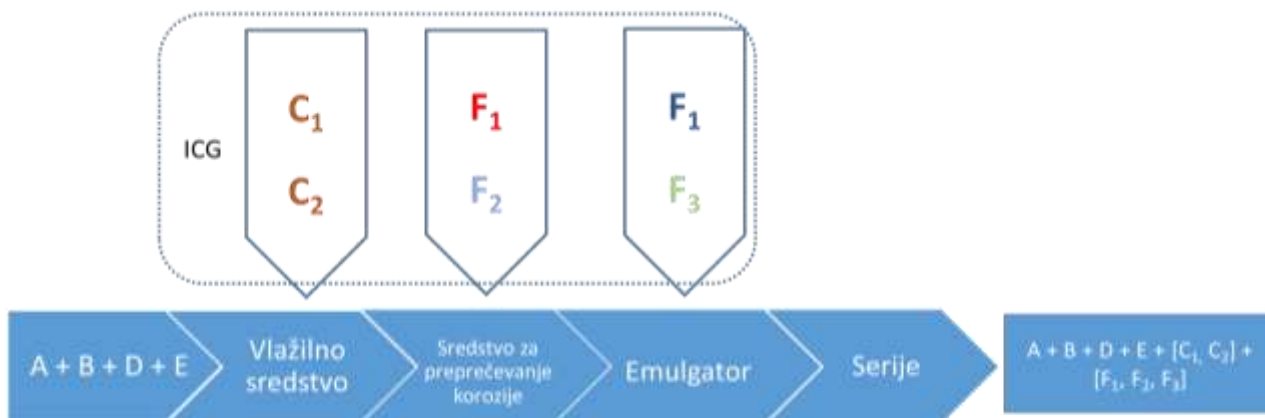 ICG
C₁
C₂
F₁
F₂
F₁
F₃
A + B + D + E
Vlažilno
sredstvo
Sredstvo za
preprečevanje
korozije
Emulgator
Serije
A + B + D + E + [C₁, C₂] +
[F₁, F₂, F₃]